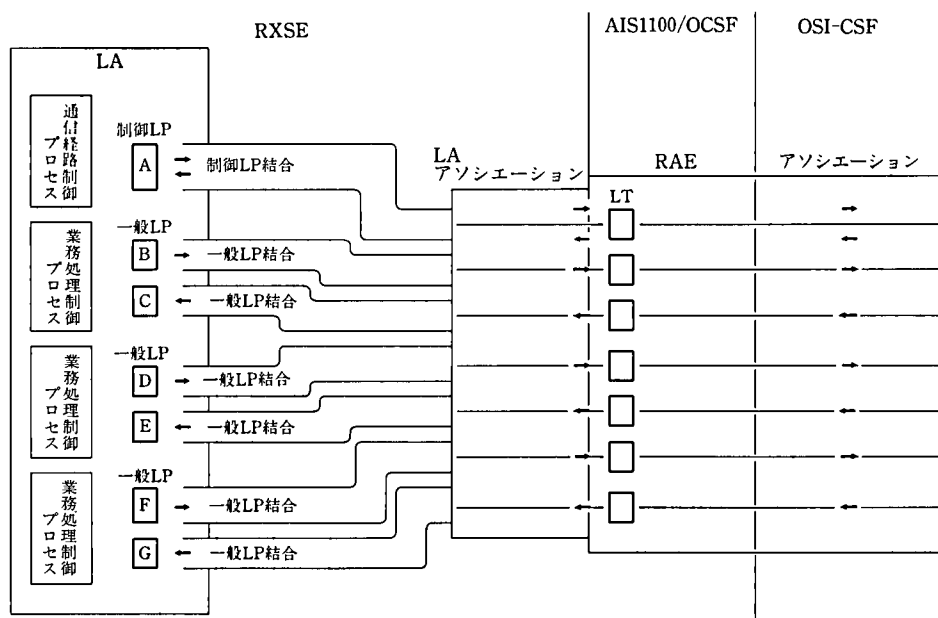 RXSE
AIS1100/OCSF
OSI-CSF
LA
通信経路制御
プロセス
制御LP
A
制御LP結合
LA
アソシエーション
RAE
アソシエーション
LT
業務処理制御
プロセス
一般LP
B
一般LP結合
C
一般LP結合
業務処理制御
プロセス
一般LP
D
一般LP結合
E
一般LP結合
業務処理制御
プロセス
一般LP
F
一般LP結合
G
一般LP結合